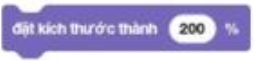 đặt kích thước thành 200 %